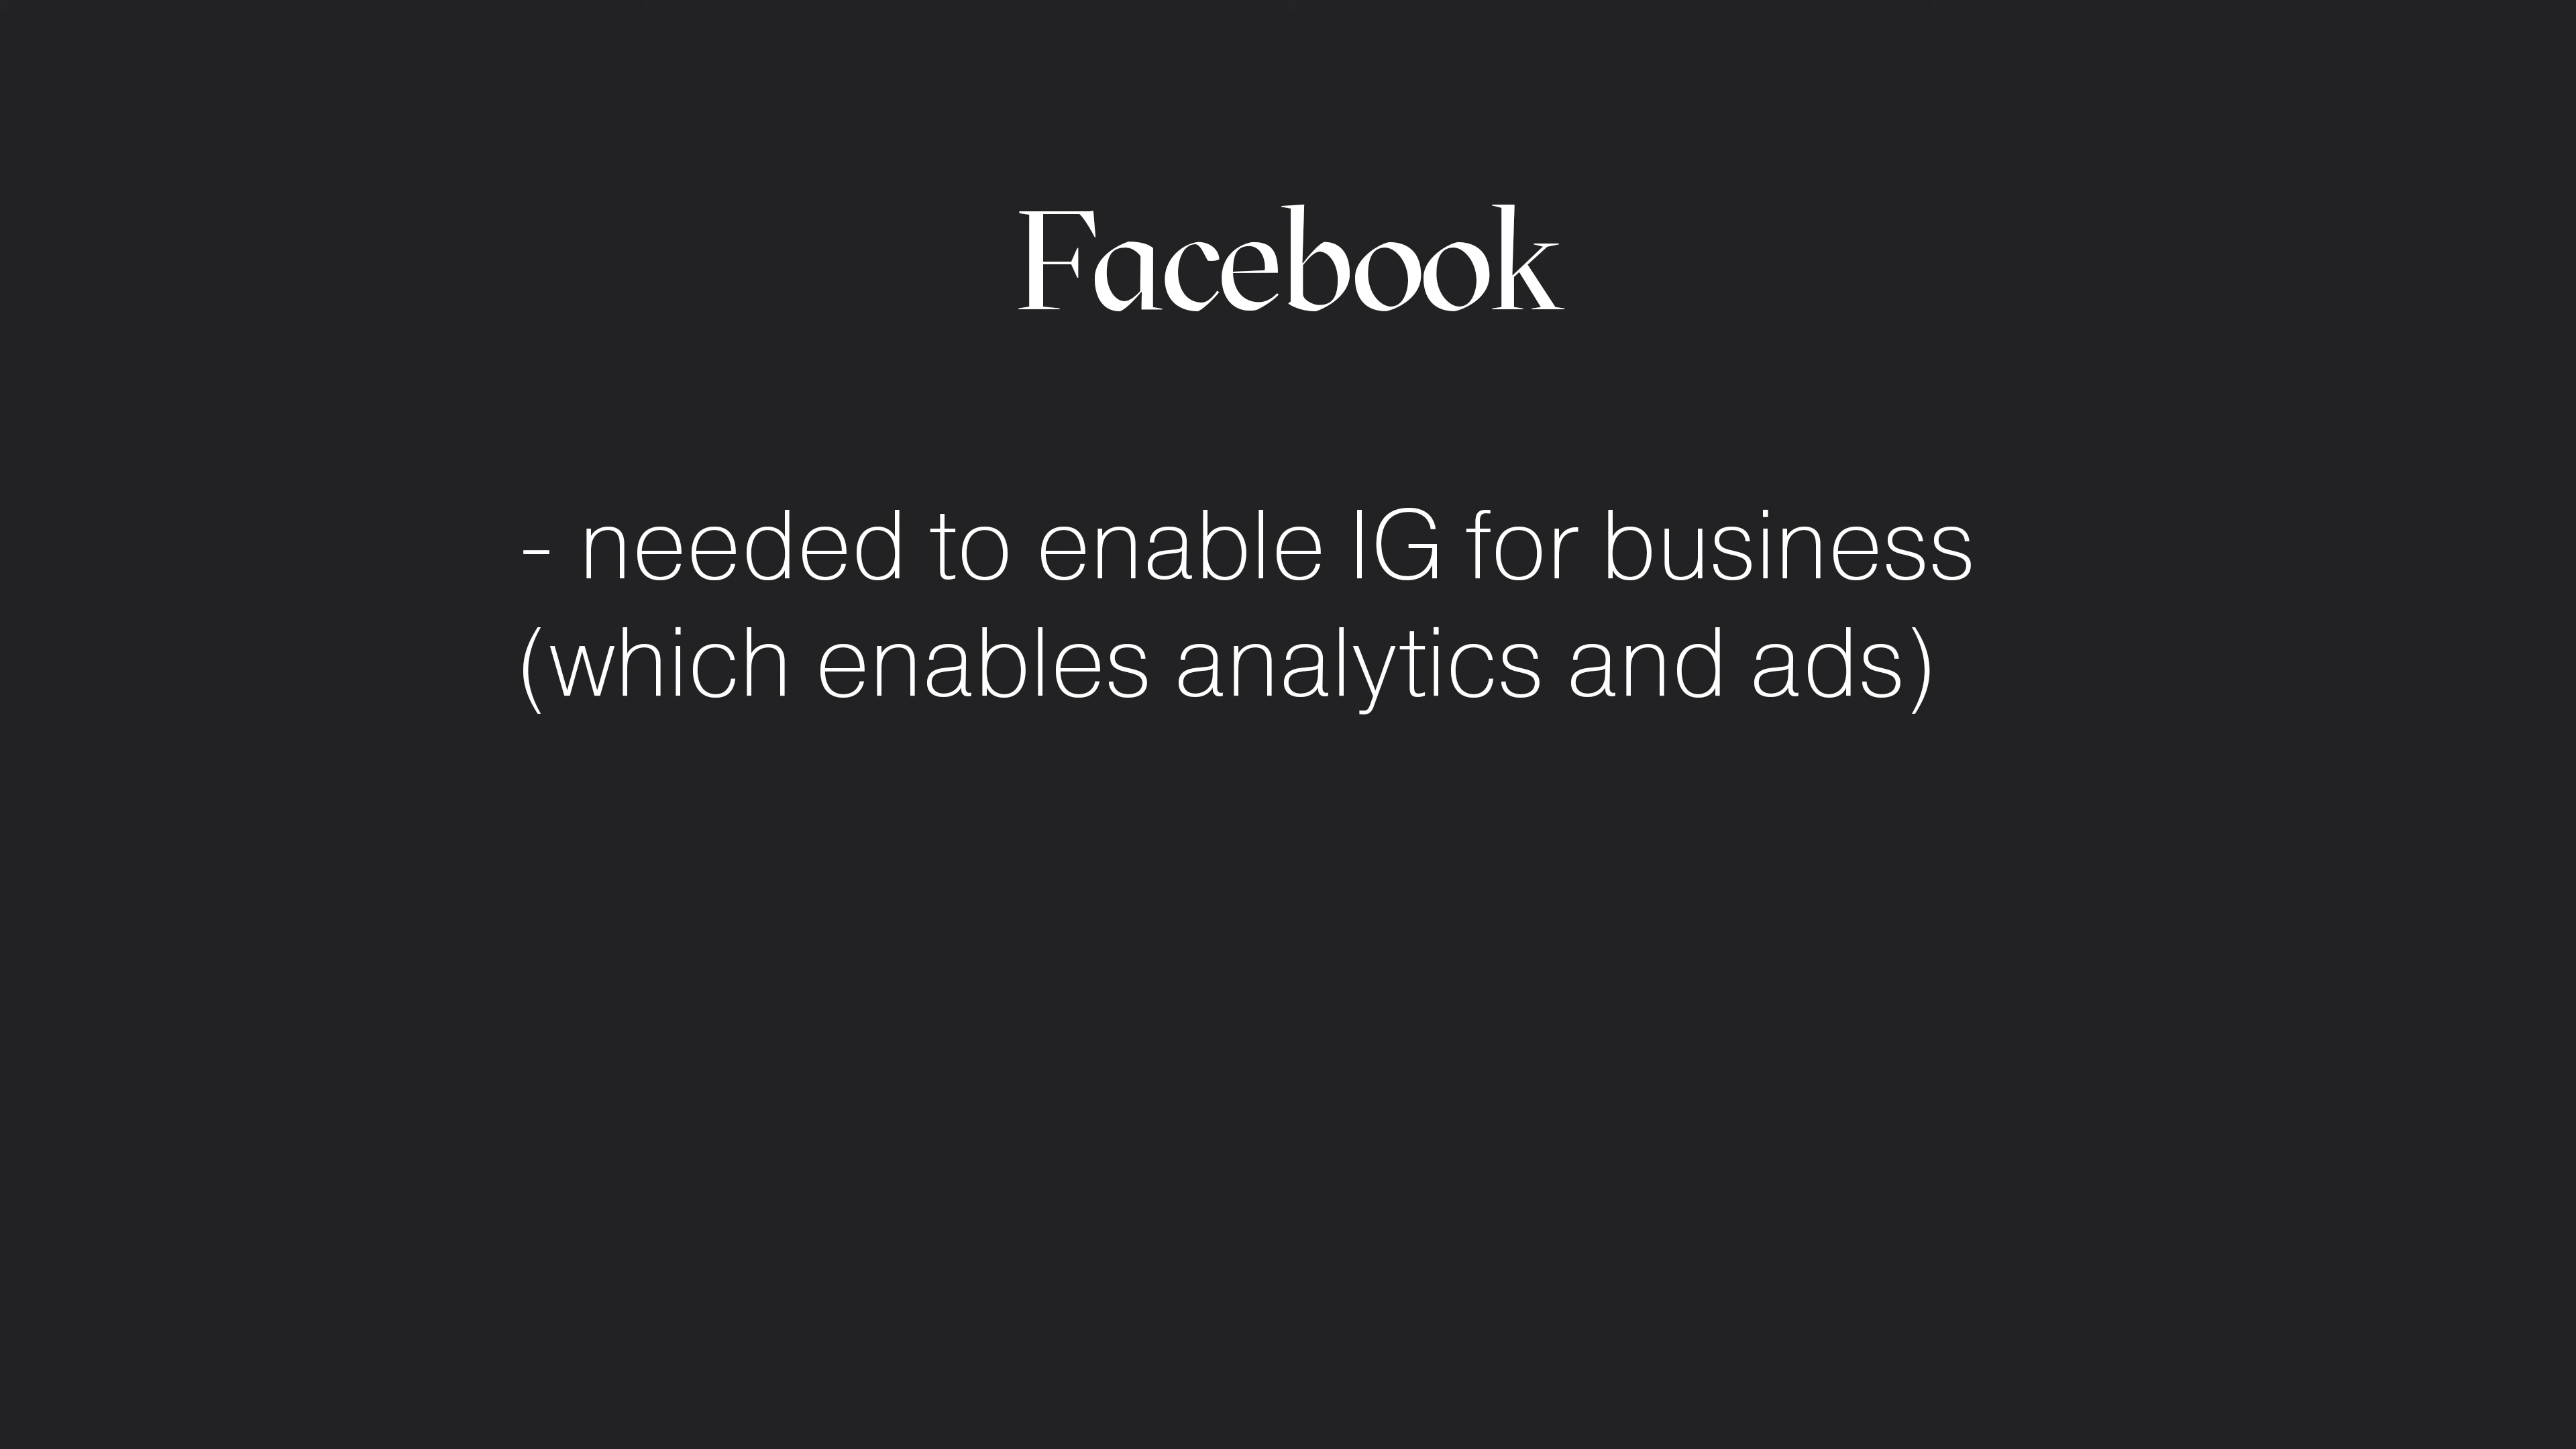 Facebook
- needed to enable IG for business
(which enables analytics and ads)